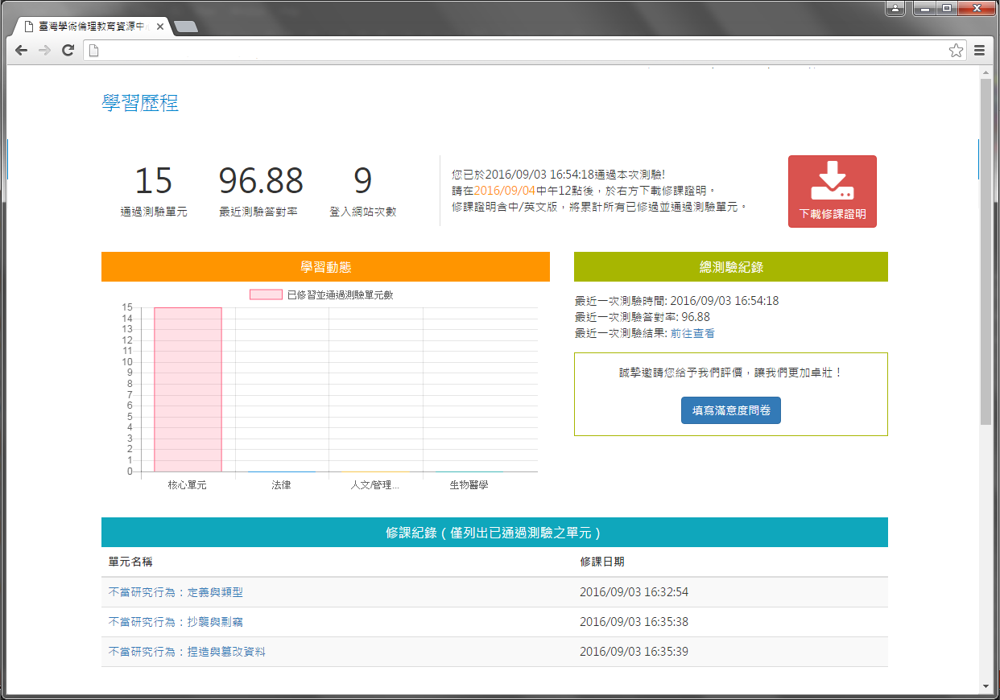 臺灣學術倫理教育資源中
學習歷程
15
通過測驗單元
96.88
最近測驗答對率
9
登入網站次數
您已於2016/09/03 16:54:18通過本次測驗!
請在2016/09/04中午12點後，於右方下載修課證明。
修課證明含中/英文版，將累計所有已修過並通過測驗單元。
下載修課證明
學習動態
已修習並通過測驗單元數
15
14
13
12
11
10
9
8
7
6
5
4
3
2
1
0
核心單元 法律 人文/管理... 生物醫學
總測驗紀錄
最近一次測驗時間: 2016/09/03 16:54:18
最近一次測驗答對率: 96.88
最近一次測驗結果: 前往查看
誠摯邀請您給予我們評價，讓我們更加卓壯！
填寫滿意度問卷
修課紀錄（僅列出已通過測驗之單元）
單元名稱 修課日期
不當研究行為：定義與類型 2016/09/03 16:32:54
不當研究行為：抄襲與剽竊 2016/09/03 16:35:38
不當研究行為：捏造與篡改資料 2016/09/03 16:35:39